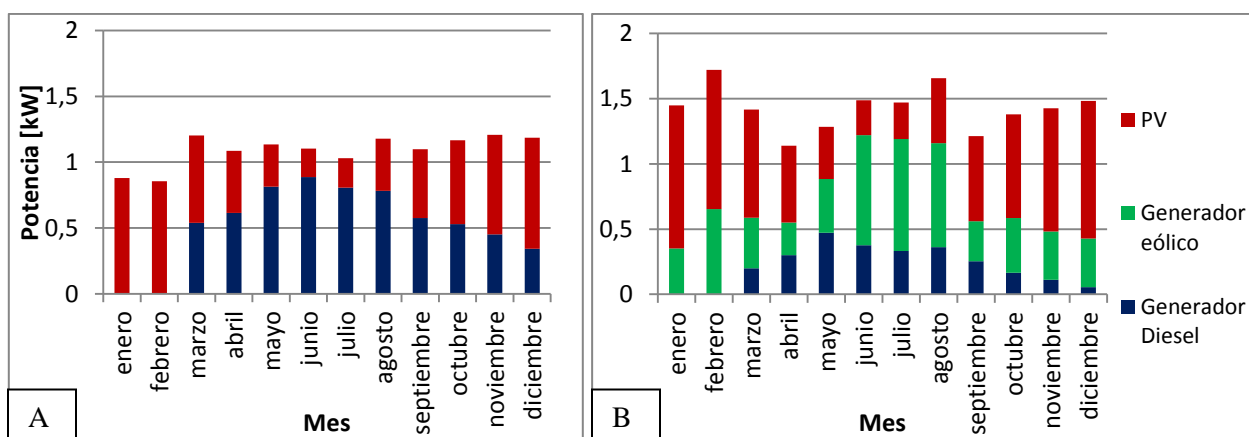 Potencia [kW]
2
1,5
1
0,5
0
enero
febrero
marzo
abril
mayo
junio
julio
agosto
septiembre
octubre
noviembre
diciembre
Mes
A
2
1,5
1
0,5
0
enero
febrero
marzo
abril
mayo
junio
julio
agosto
septiembre
octubre
noviembre
diciembre
Mes
B
PV
Generador
eólico
Generador
Diesel